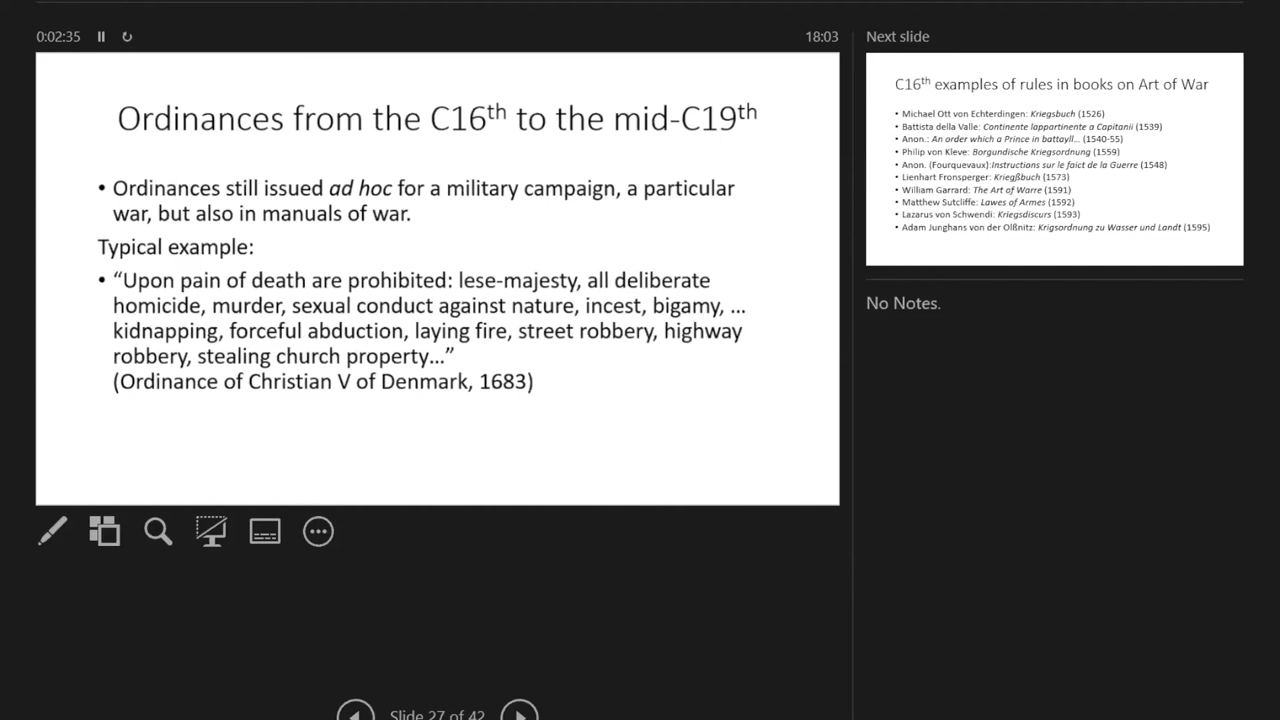 0:02:35
18:03
Next slide
Ordinances from the C16th to the mid-C19th
• Ordinances still issued ad hoc for a military campaign, a particular
war, but also in manuals of war.
Typical example:
• “Upon pain of death are prohibited: lese-majesty, all deliberate
homicide, murder, sexual conduct against nature, incest, bigamy, ...
kidnapping, forceful abduction, laying fire, street robbery, highway
robbery, stealing church property...”
(Ordinance of Christian V of Denmark, 1683)
C16th examples of rules in books on Art of War
• Michael Ott von Echterdingen: Kriegsbuch (1526)
• Battista della Valle: Continente lappartinente a Capitanii (1539)
• Anon.: An order which a Prince in battayll... (1540-55)
• Philip von Kleve: Borgundische Kriegsordnung (1559)
• Anon. (Fourquevaux):Instructions sur le faict de la Guerre (1548)
• Lienhart Fronsperger: Kriegßbuch (1573)
• William Garrard: The Art of Warre (1591)
• Matthew Sutcliffe: Lawes of Armes (1592)
• Lazarus von Schwendi: Kriegsdiscurs (1593)
• Adam Junghans von der Olßnitz: Krigsordnung zu Wasser und Landt (1595)
No Notes.
Slide 27 of 42